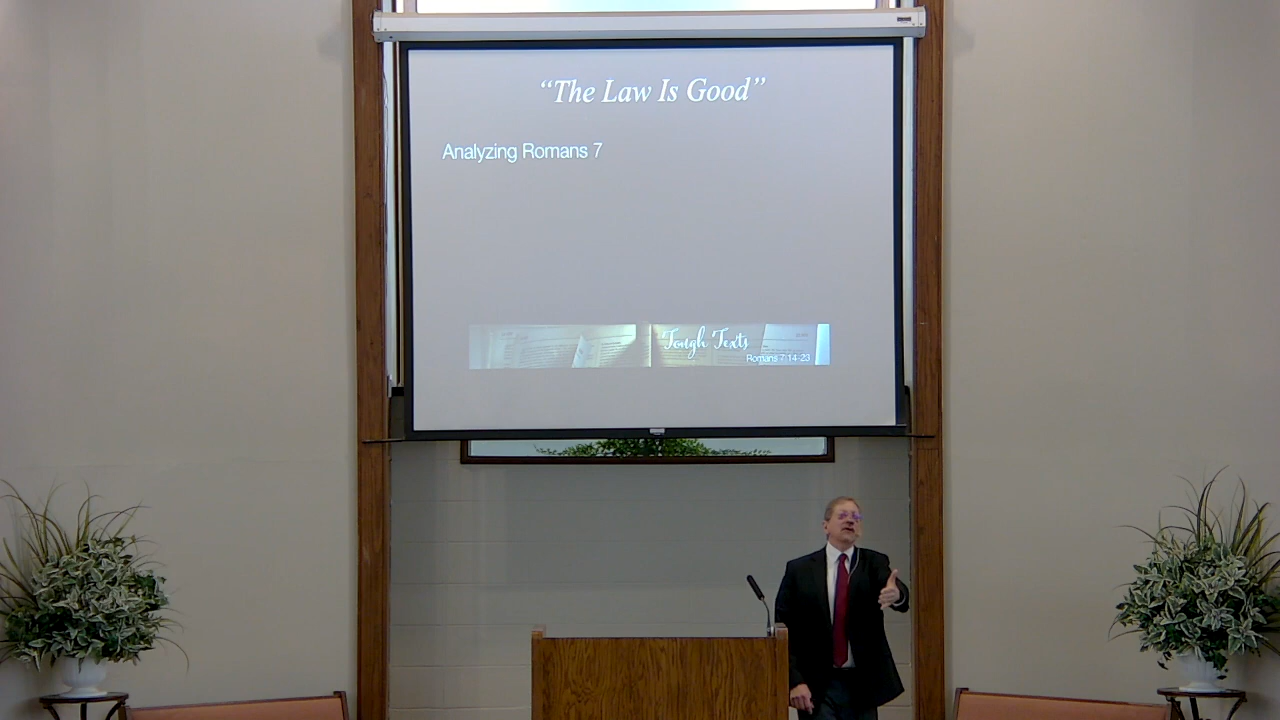 “The Law Is Good”
Analyzing Romans 7
Tough Texts
Romans 7:14-23